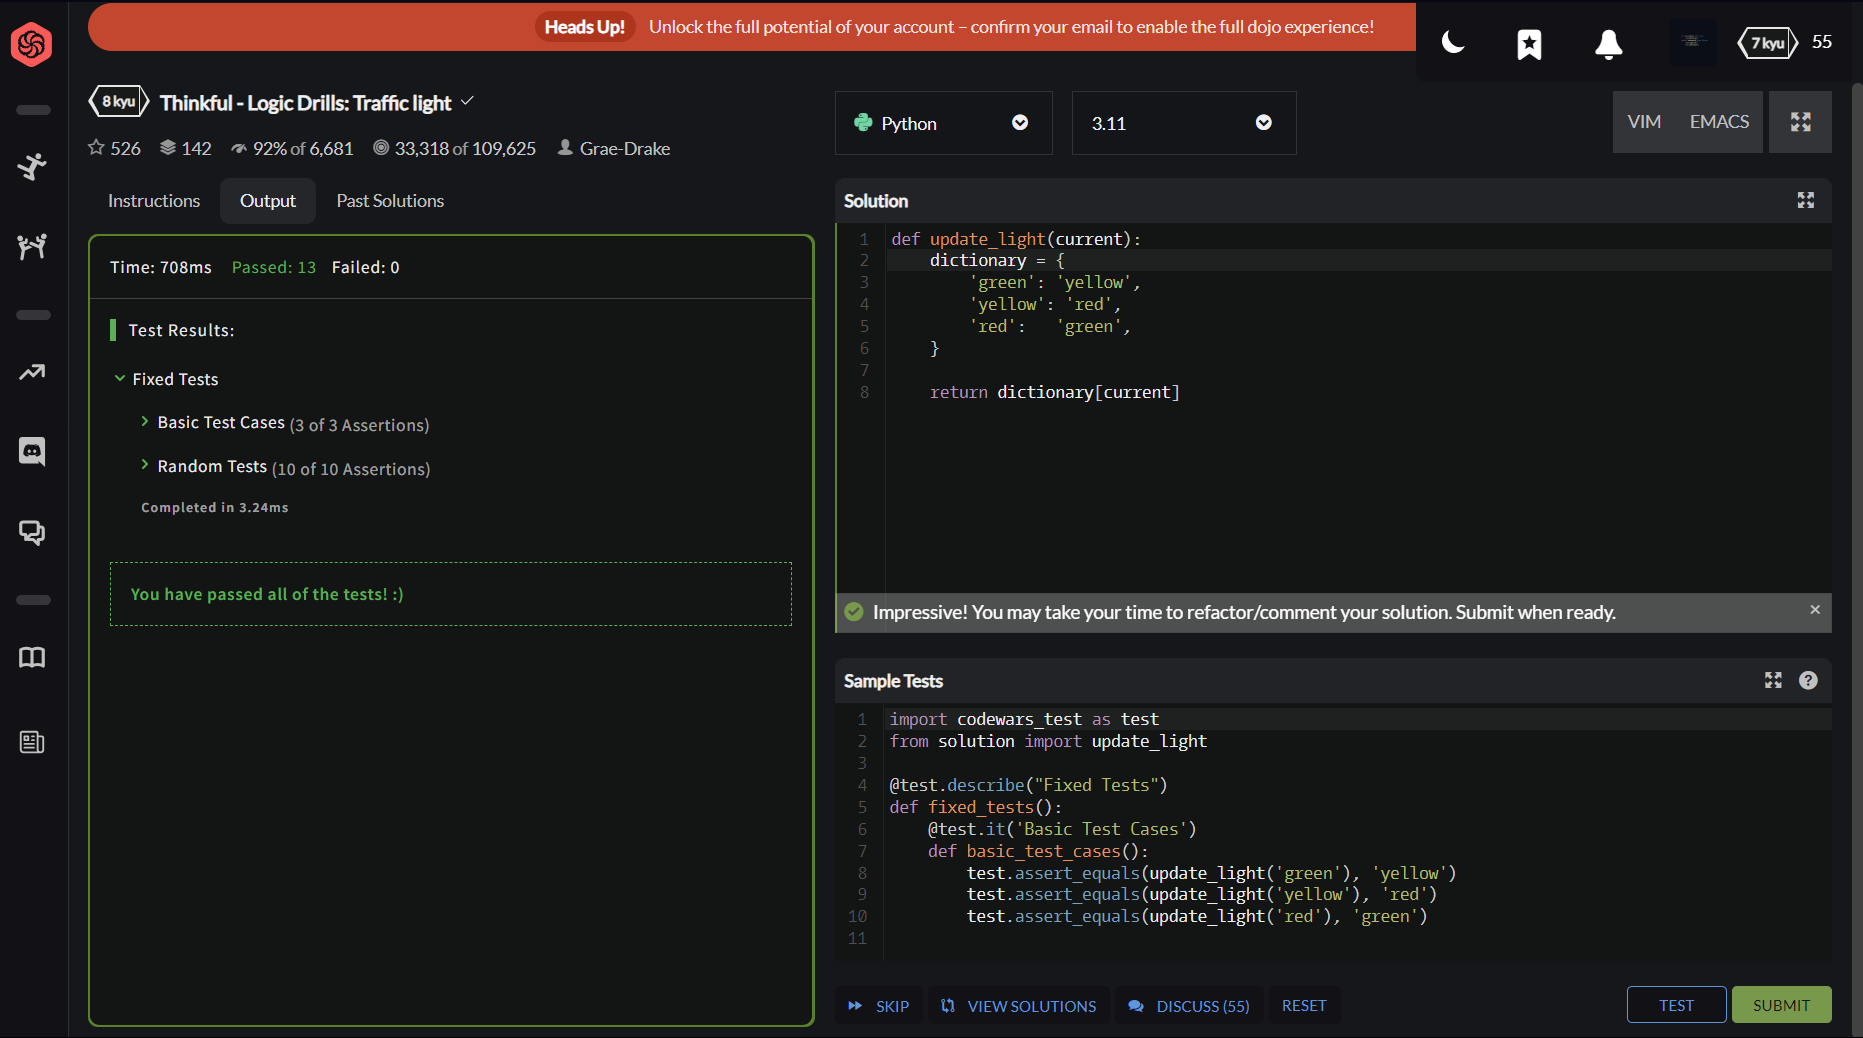 Heads Up! Unlock the full potential of your account – confirm your email to enable the full dojo experience!
7 kyu 55
8 kyu Thinkful - Logic Drills: Traffic light
526 142 92% of 6,681 33,318 of 109,625 Grae-Drake
Instructions Output Past Solutions
Time: 708ms Passed: 13 Failed: 0
Test Results:
Fixed Tests
Basic Test Cases (3 of 3 Assertions)
Random Tests (10 of 10 Assertions)
Completed in 3.24ms
You have passed all of the tests! :)
Python 3.11 VIM EMACS
Solution
1 def update_light(current):
2     dictionary = {
3         'green': 'yellow',
4         'yellow': 'red',
5         'red':   'green',
6     }
7
8     return dictionary[current]
Impressive! You may take your time to refactor/comment your solution. Submit when ready. ×
Sample Tests ?
1 import codewars_test as test
2 from solution import update_light
3
4 @test.describe("Fixed Tests")
5 def fixed_tests():
6     @test.it('Basic Test Cases')
7     def basic_test_cases():
8         test.assert_equals(update_light('green'), 'yellow')
9         test.assert_equals(update_light('yellow'), 'red')
10         test.assert_equals(update_light('red'), 'green')
11
SKIP VIEW SOLUTIONS DISCUSS (55) RESET TEST SUBMIT